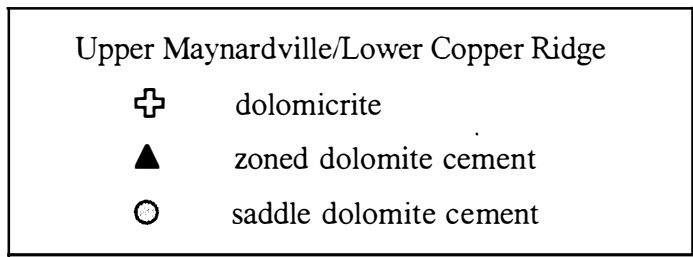 Upper Maynardville/Lower Copper Ridge
dolomicrite
zoned dolomite cement
saddle dolomite cement